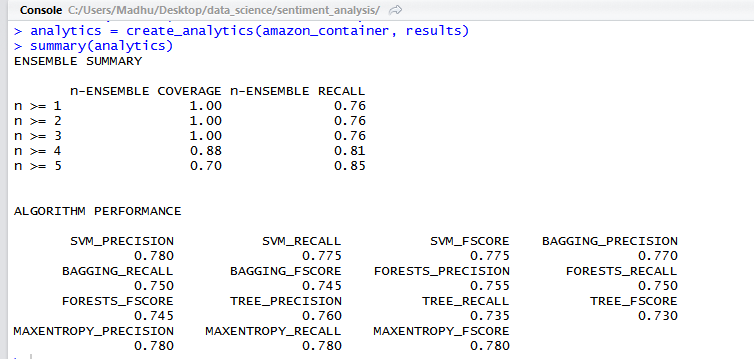 Console C:/Users/Madhu/Desktop/data_science/sentiment_analysis/
> analytics = create_analytics(amazon_container, results)
> summary(analytics)
ENSEMBLE SUMMARY
n-ENSEMBLE COVERAGE n-ENSEMBLE RECALL
n >= 1 1.00 0.76
n >= 2 1.00 0.76
n >= 3 1.00 0.76
n >= 4 0.88 0.81
n >= 5 0.70 0.85
ALGORITHM PERFORMANCE
SVM_PRECISION SVM_RECALL SVM_FSCORE BAGGING_PRECISION
0.780 0.775 0.775 0.770
BAGGING_RECALL BAGGING_FSCORE FORESTS_PRECISION FORESTS_RECALL
0.750 0.745 0.755 0.750
FORESTS_FSCORE TREE_PRECISION TREE_RECALL TREE_FSCORE
0.745 0.760 0.735 0.730
MAXENTROPY_PRECISION MAXENTROPY_RECALL MAXENTROPY_FSCORE
0.780 0.780 0.780